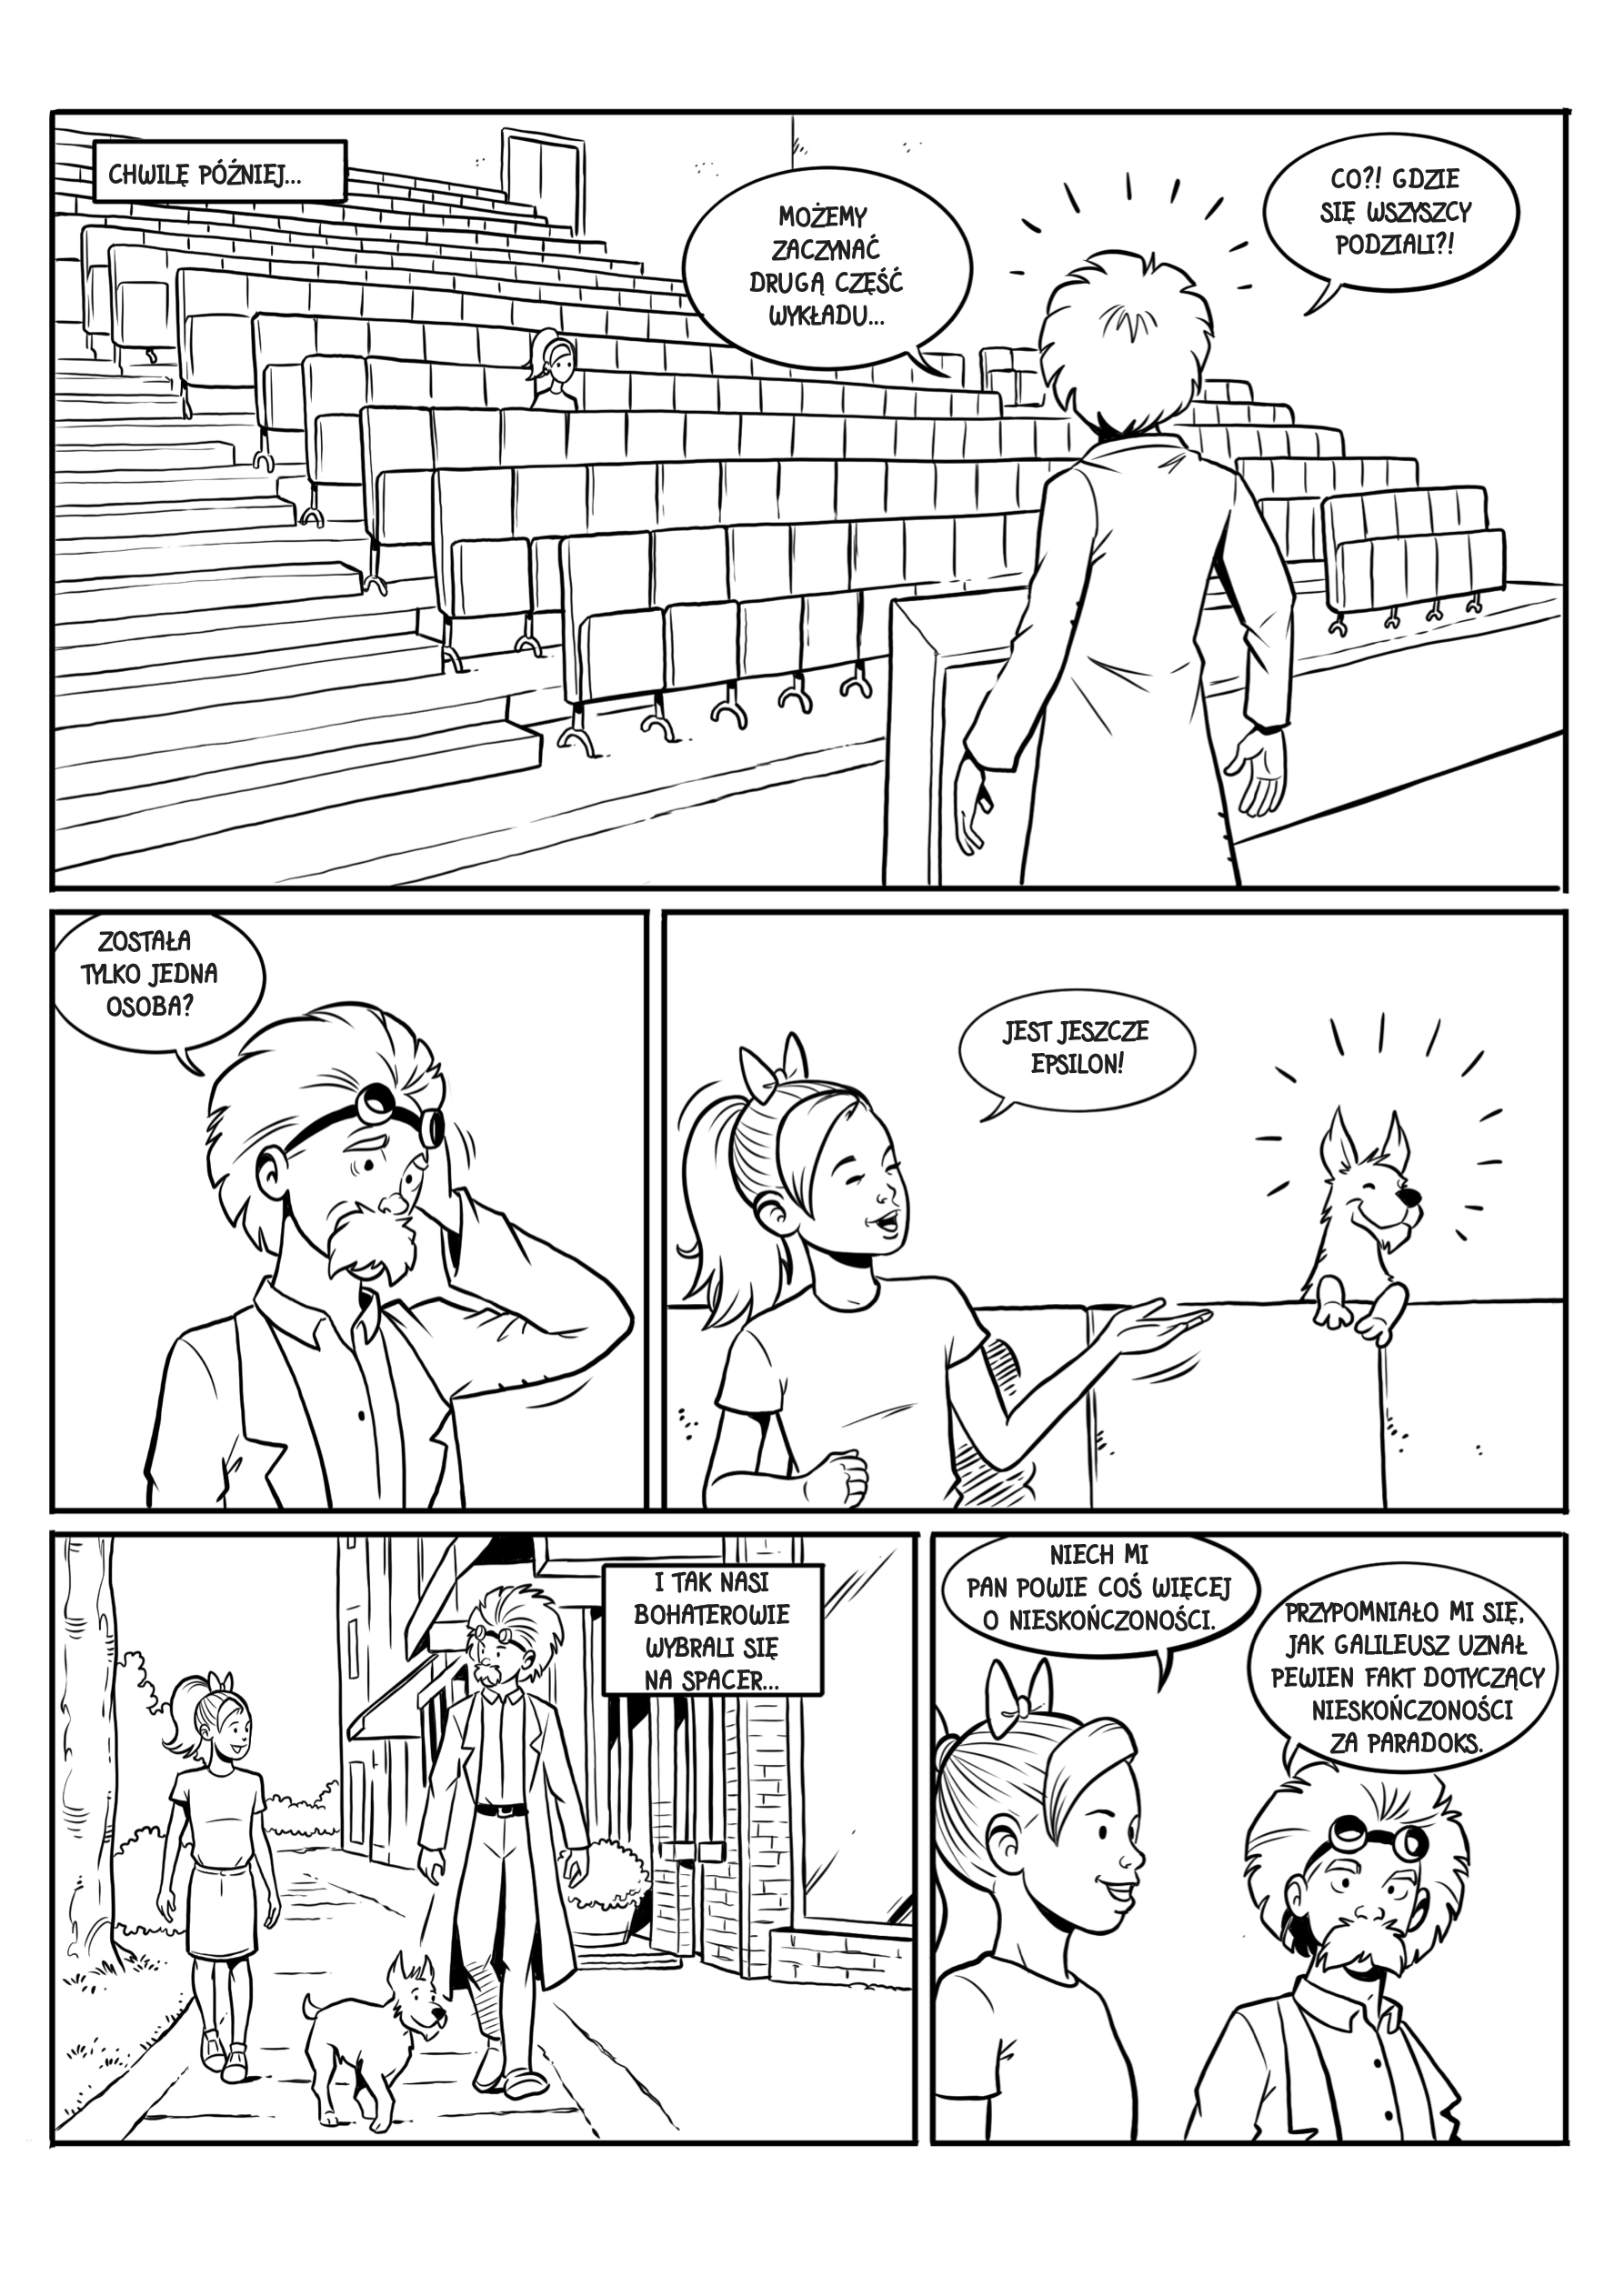 CHWILĘ PÓŹNIEJ...
MOŻEMY
ZACZYNAĆ
DRUGĄ CZĘŚĆ
WYKŁADU...
CO?! GDZIE
SIĘ WSZYSCY
PODZIALI?!
ZOSTAŁA
TYLKO JEDNA
OSOBA?
JEST JESZCZE
EPSILON!
I TAK NASI
BOHATEROWIE
WYBRALI SIĘ
NA SPACER...
NIECH MI
PAN POWIE COŚ WIĘCEJ
O NIESKOŃCZONOŚCI.
PRZYPOMNIAŁO MI SIĘ,
JAK GALILEUSZ UZNAŁ
PEWIEN FAKT DOTYCZĄCY
NIESKOŃCZONOŚCI
ZA PARADOKS.